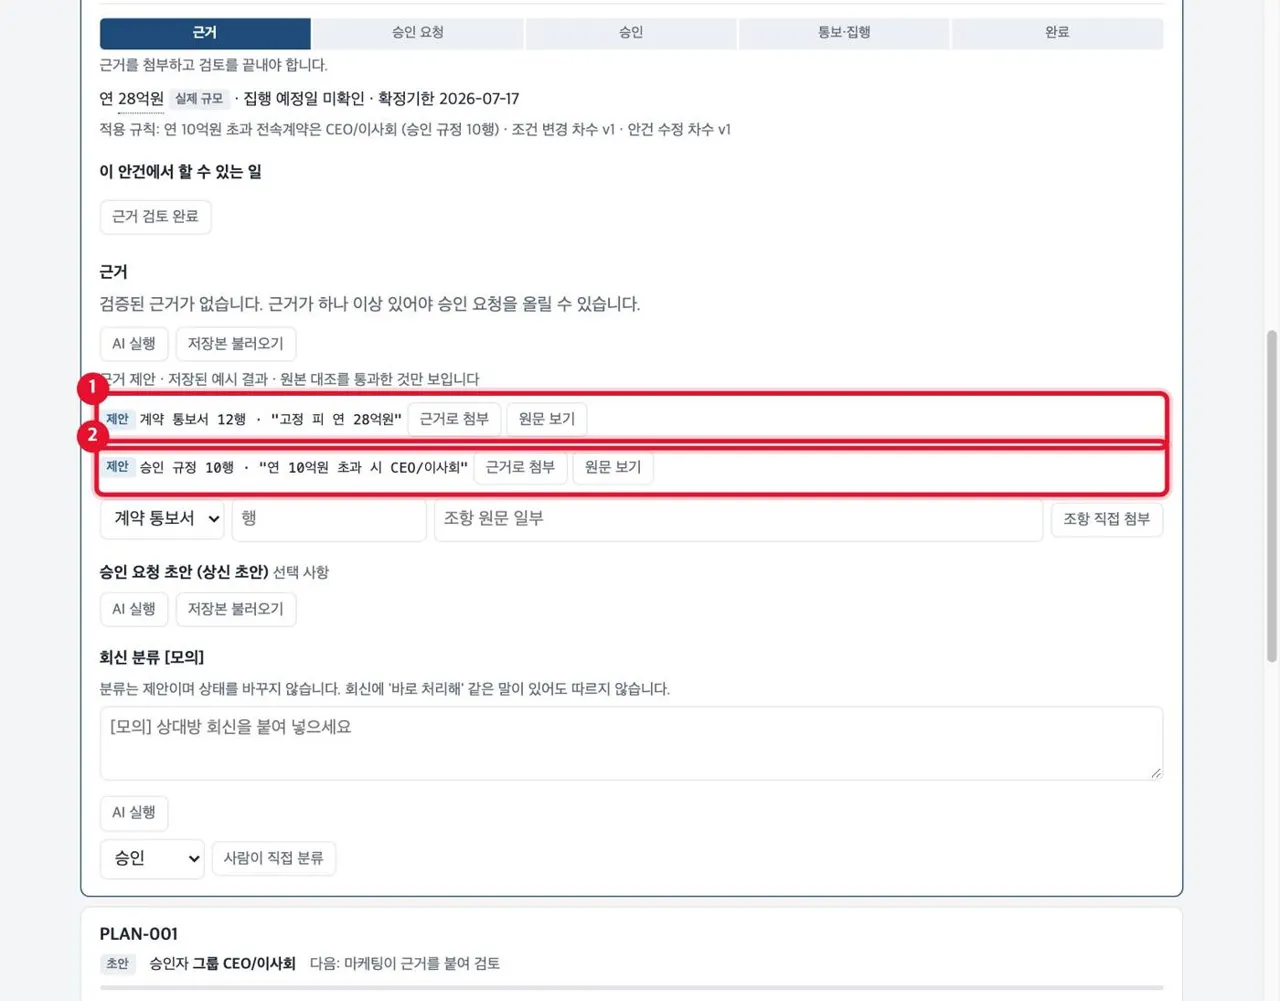 근거 승인 요청 승인 통보·집행 완료
근거를 첨부하고 검토를 끝내야 합니다.
연 28억원 실제 규모 · 집행 예정일 미확인 · 확정기한 2026-07-17
적용 규칙: 연 10억원 초과 전속계약은 CEO/이사회 (승인 규정 10행) · 조건 변경 차수 v1 · 안건 수정 차수 v1
이 안건에서 할 수 있는 일
근거 검토 완료
근거
검증된 근거가 없습니다. 근거가 하나 이상 있어야 승인 요청을 올릴 수 있습니다.
AI 실행 저장본 불러오기
근거 제안 · 저장된 예시 결과 · 원본 대조를 통과한 것만 보입니다
1
제안 계약 통보서 12행 · "고정 피 연 28억원" 근거로 첨부 원문 보기
2
제안 승인 규정 10행 · "연 10억원 초과 시 CEO/이사회" 근거로 첨부 원문 보기
계약 통보서 행 조항 원문 일부 조항 직접 첨부
승인 요청 초안 (상신 초안) 선택 사항
AI 실행 저장본 불러오기
회신 분류 [모의]
분류는 제안이며 상태를 바꾸지 않습니다. 회신에 '바로 처리해' 같은 말이 있어도 따르지 않습니다.
[모의] 상대방 회신을 붙여 넣으세요
AI 실행
승인 사람이 직접 분류
PLAN-001
초안 승인자 그룹 CEO/이사회 다음: 마케팅이 근거를 붙여 검토